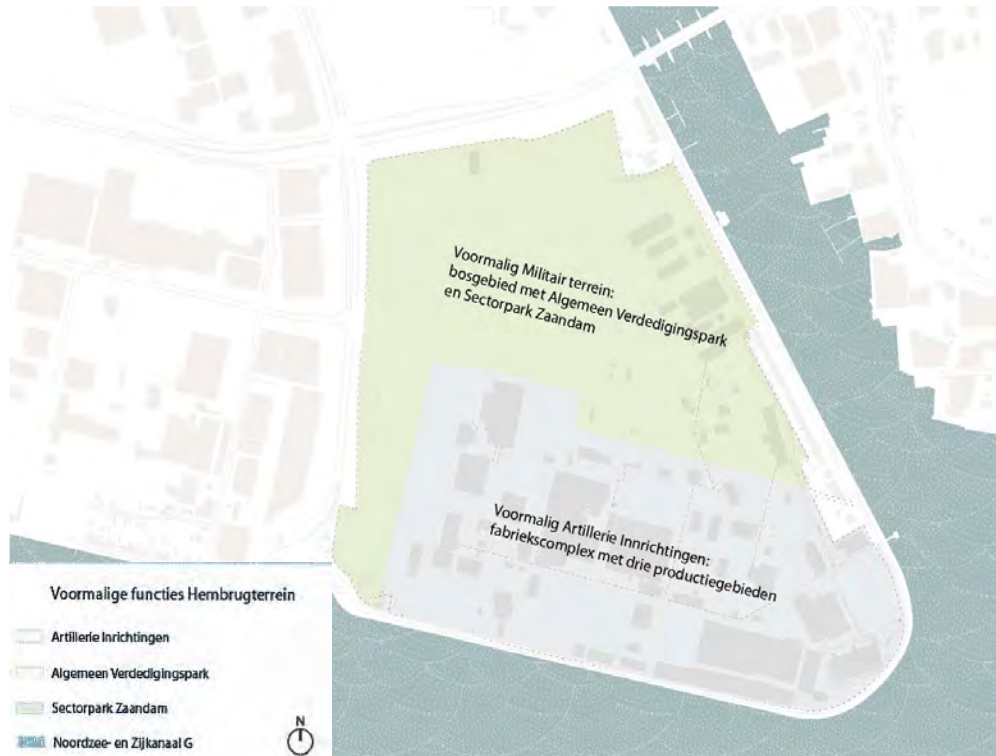 Voormalig Militair terrein:
bosgebied met Algemeen Verdedigingspark
en Sectorpark Zaandam
Voormalig Artillerie Innrichtingen:
fabriekscomplex met drie productiegebieden
Voormalige functies Hembrugterrein
Artillerie Inrichtingen
Algemeen Verdedigingspark
Sectorpark Zaandam
Noordzee- en Zijkanaal G
N